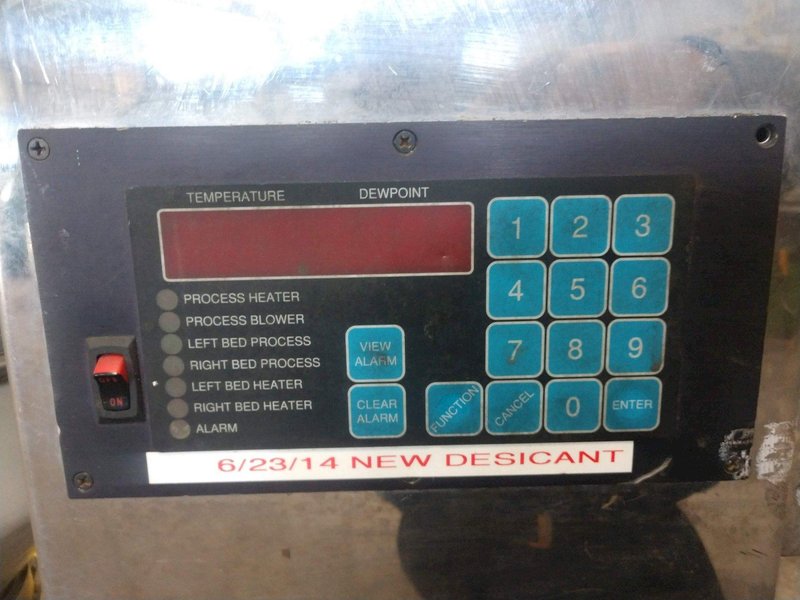 TEMPERATURE DEWPOINT
1 2 3
PROCESS HEATER
4 5 6
PROCESS BLOWER
LEFT BED PROCESS
VIEW ALARM
7 8 9
RIGHT BED PROCESS
LEFT BED HEATER
RIGHT BED HEATER
CLEAR ALARM
FUNCTION CANCEL 0 ENTER
ALARM
ON
6/23/14 NEW DESICANT